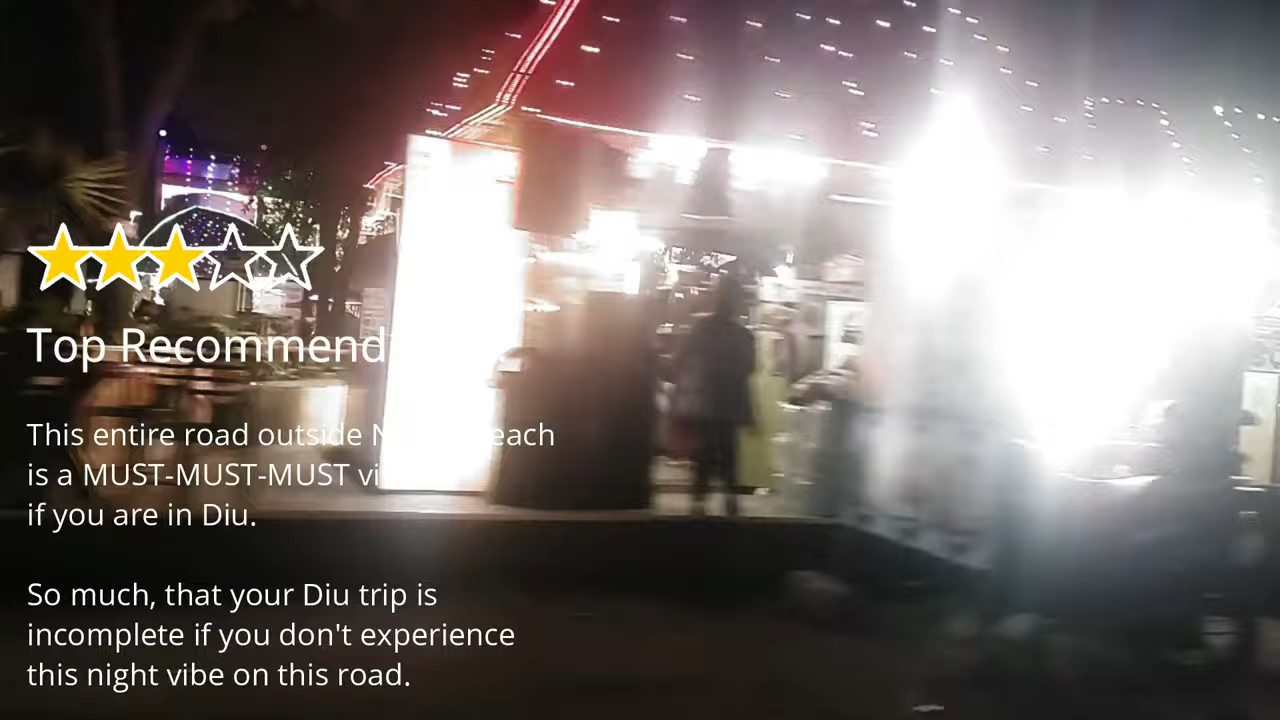 Top Recommend
This entire road outside
is a MUST-MUST-MUST
if you are in Diu.
So much, that your Diu trip is
incomplete if you don't experience
this night vibe on this road.